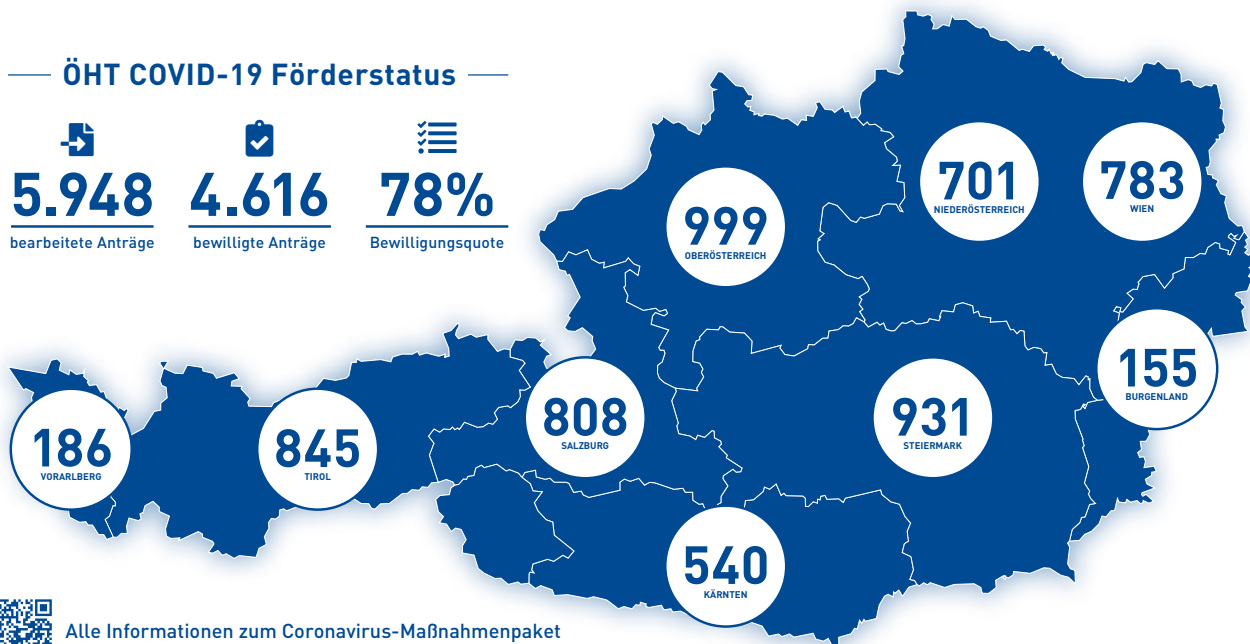 ÖHT COVID-19 Förderstatus
5.948
bearbeitete Anträge
4.616
bewilligte Anträge
78%
Bewilligungsquote
701
NIEDERÖSTERREICH
783
WIEN
999
OBERÖSTERREICH
155
BURGENLAND
808
SALZBURG
931
STEIERMARK
186
VORARLBERG
845
TIROL
540
KÄRNTEN
Alle Informationen zum Coronavirus-Maßnahmenpaket